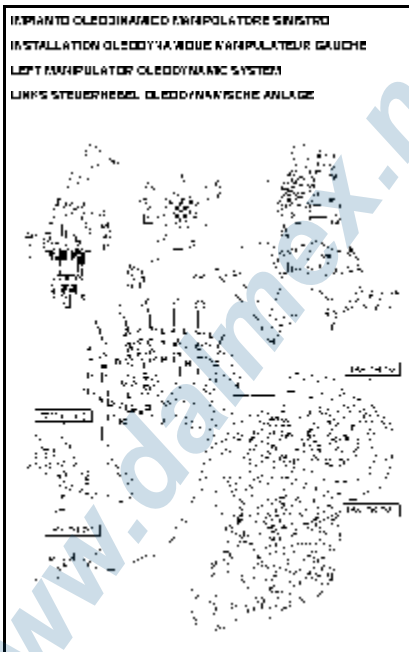 IMPIANTO OLEODINAMICO MANIPOLATORE SINISTRO
INSTALLATION OLEODYNAMIQUE MANIPULATEUR GAUCHE
LEFT MANIPULATOR OLEODYNAMIC SYSTEM
LINKS STEUERHEBEL OLEODYNAMISCHE ANLAGE
www.dalmex.